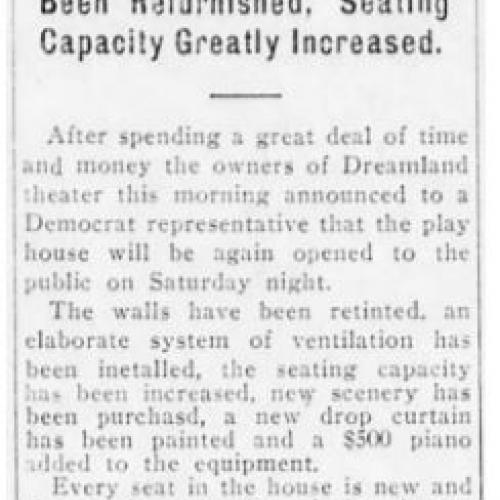 Been Refurnished. Seating
Capacity Greatly Increased.
After spending a great deal of time
and money the owners of Dreamland
theater this morning announced to a
Democrat representative that the play
house will be again opened to the
public on Saturday night.
The walls have been retinted, an
elaborate system of ventilation has
been inetalled, the seating capacity
has been increased, new scenery has
been purchasd, a new drop curtain
has been painted and a $500 piano
added to the equipment.
Every seat in the house is new and